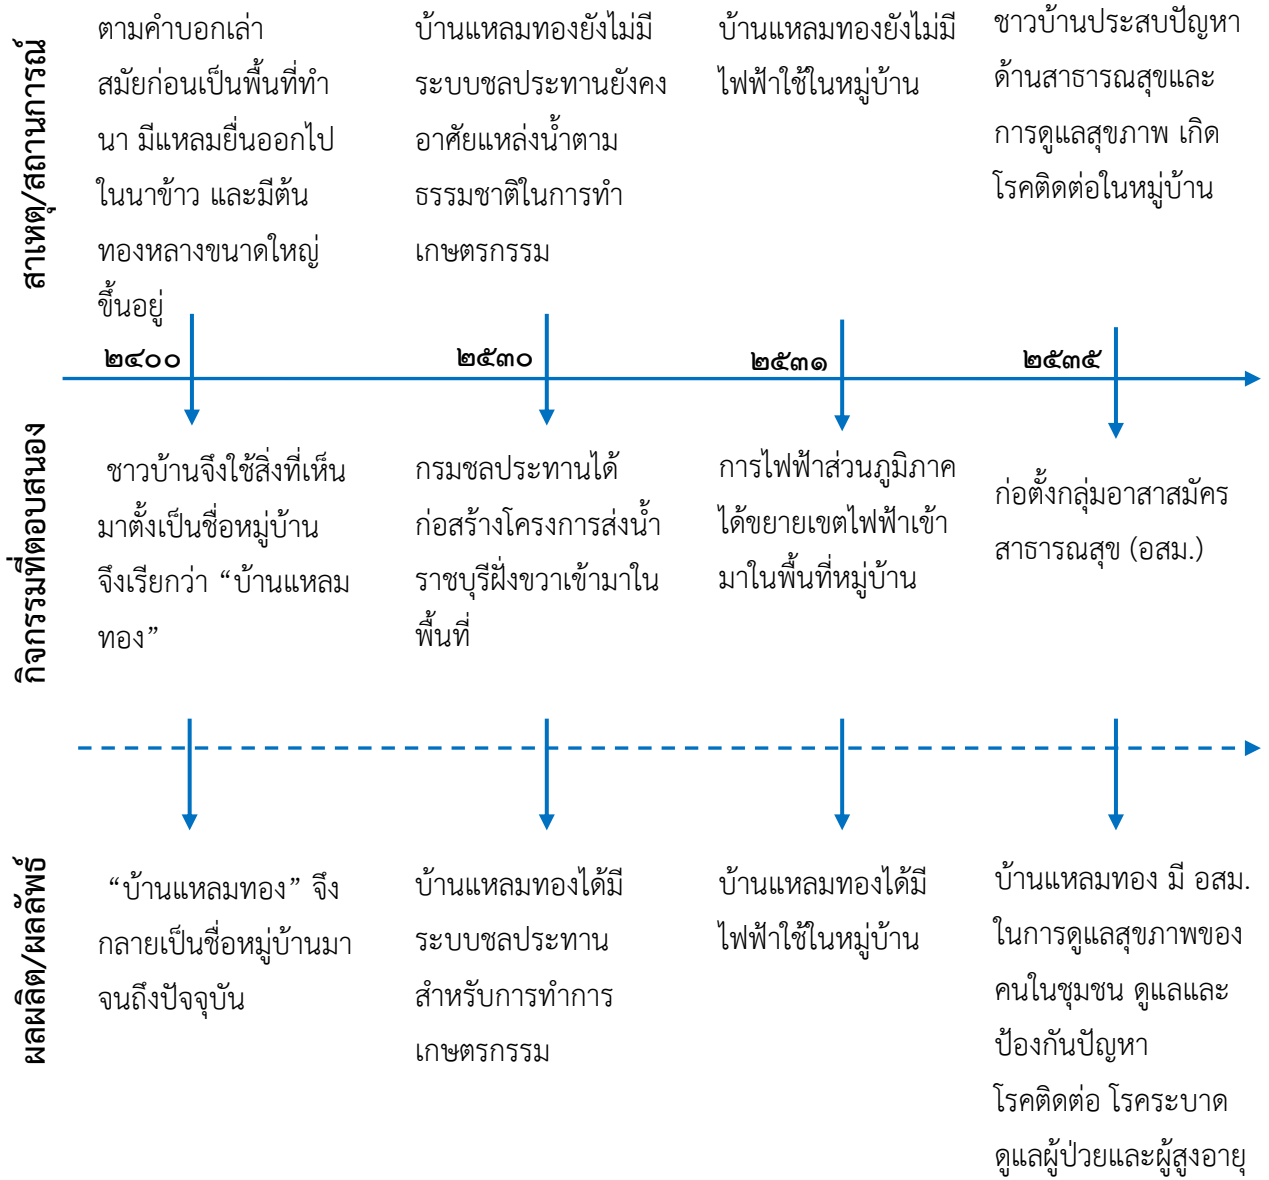 สาเหตุ/สถานการณ์
ตามคำบอกเล่า
สมัยก่อนเป็นพื้นที่ทำ
นา มีแหลมยื่นออกไป
ในนาข้าว และมีต้น
ทองหลางขนาดใหญ่
ขึ้นอยู่
บ้านแหลมทองยังไม่มี
ระบบชลประทานยังคง
อาศัยแหล่งน้ำตาม
ธรรมชาติในการทำ
เกษตรกรรม
บ้านแหลมทองยังไม่มี
ไฟฟ้าใช้ในหมู่บ้าน
ชาวบ้านประสบปัญหา
ด้านสาธารณสุขและ
การดูแลสุขภาพ เกิด
โรคติดต่อในหมู่บ้าน
๒๔๐๐
๒๕๓๐
๒๕๓๑
๒๕๓๕
กิจกรรมที่ตอบสนอง
ชาวบ้านจึงใช้สิ่งที่เห็น
มาตั้งเป็นชื่อหมู่บ้าน
จึงเรียกว่า “บ้านแหลม
ทอง”
กรมชลประทานได้
ก่อสร้างโครงการส่งน้ำ
ราชบุรีฝั่งขวาเข้ามาใน
พื้นที่
การไฟฟ้าส่วนภูมิภาค
ได้ขยายเขตไฟฟ้าเข้า
มาในพื้นที่หมู่บ้าน
ก่อตั้งกลุ่มอาสาสมัคร
สาธารณสุข (อสม.)
ผลผลิต/ผลลัพธ์
“บ้านแหลมทอง” จึง
กลายเป็นชื่อหมู่บ้านมา
จนถึงปัจจุบัน
บ้านแหลมทองได้มี
ระบบชลประทาน
สำหรับการทำการ
เกษตรกรรม
บ้านแหลมทองได้มี
ไฟฟ้าใช้ในหมู่บ้าน
บ้านแหลมทอง มี อสม.
ในการดูแลสุขภาพของ
คนในชุมชน ดูแลและ
ป้องกันปัญหา
โรคติดต่อ โรคระบาด
ดูแลผู้ป่วยและผู้สูงอายุ